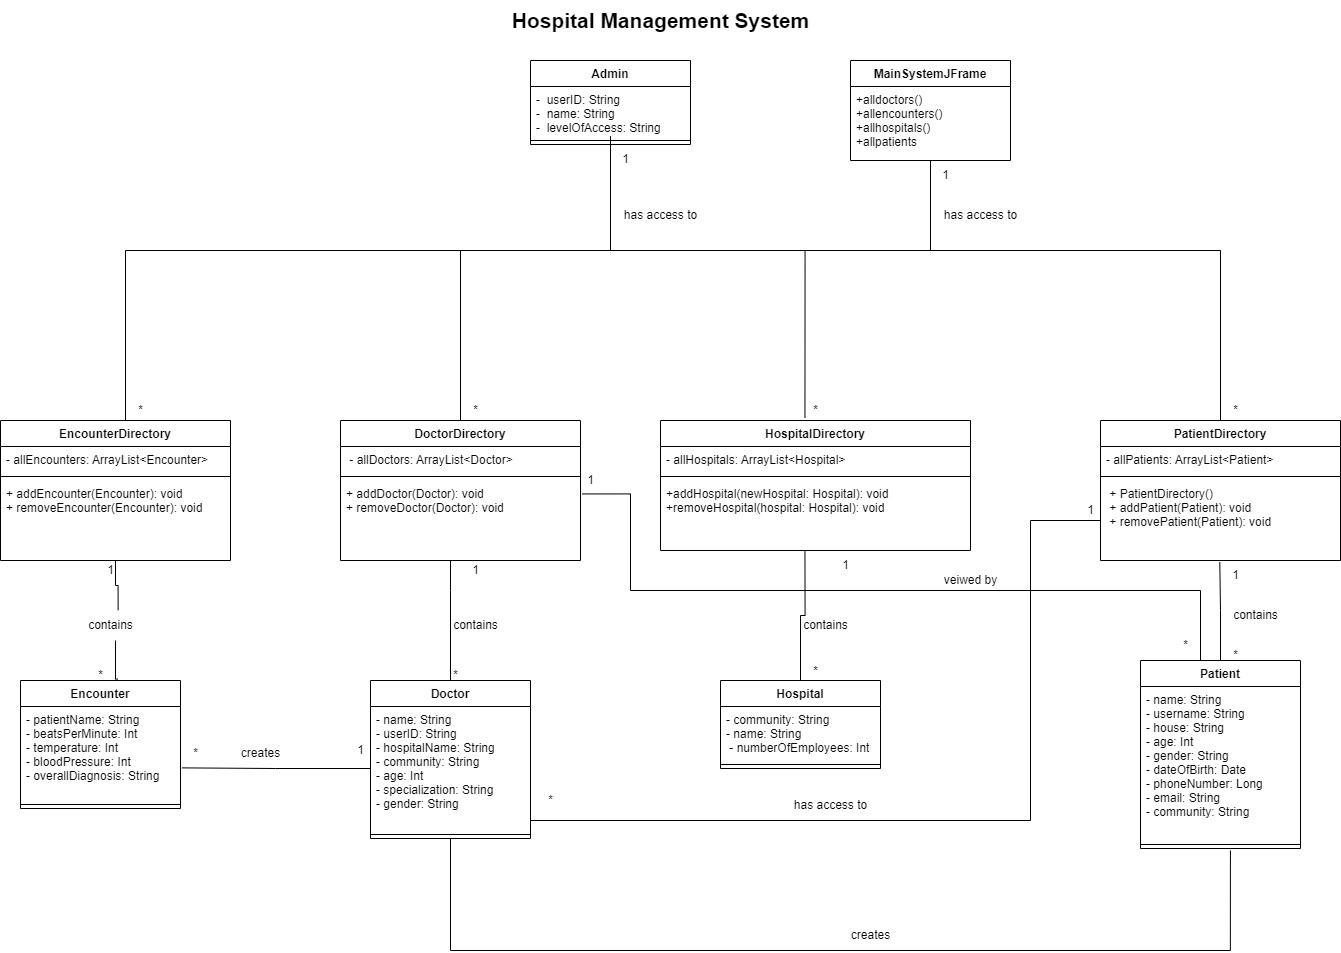 Hospital Management System
Admin
- userID: String
- name: String
- levelOfAccess: String
1
has access to
MainSystemJFrame
+alldoctors()
+allencounters()
+allhospitals()
+allpatients
1
has access to
*
*
*
*
EncounterDirectory
- allEncounters: ArrayList<Encounter>
+ addEncounter(Encounter): void
+ removeEncounter(Encounter): void
DoctorDirectory
- allDoctors: ArrayList<Doctor>
+ addDoctor(Doctor): void
+ removeDoctor(Doctor): void
1
HospitalDirectory
- allHospitals: ArrayList<Hospital>
+addHospital(newHospital: Hospital): void
+removeHospital(hospital: Hospital): void
1
PatientDirectory
- allPatients: ArrayList<Patient>
+ PatientDirectory()
+ addPatient(Patient): void
+ removePatient(Patient): void
1
contains
*
1
contains
*
1
contains
*
veiwed by
*
1
contains
*
Encounter
- patientName: String
- beatsPerMinute: Int
- temperature: Int
- bloodPressure: Int
- overallDiagnosis: String
*
creates
1
Doctor
- name: String
- userID: String
- hospitalName: String
- community: String
- age: Int
- specialization: String
- gender: String
*
has access to
Hospital
- community: String
- name: String
- numberOfEmployees: Int
Patient
- name: String
- username: String
- house: String
- age: Int
- gender: String
- dateOfBirth: Date
- phoneNumber: Long
- email: String
- community: String
creates